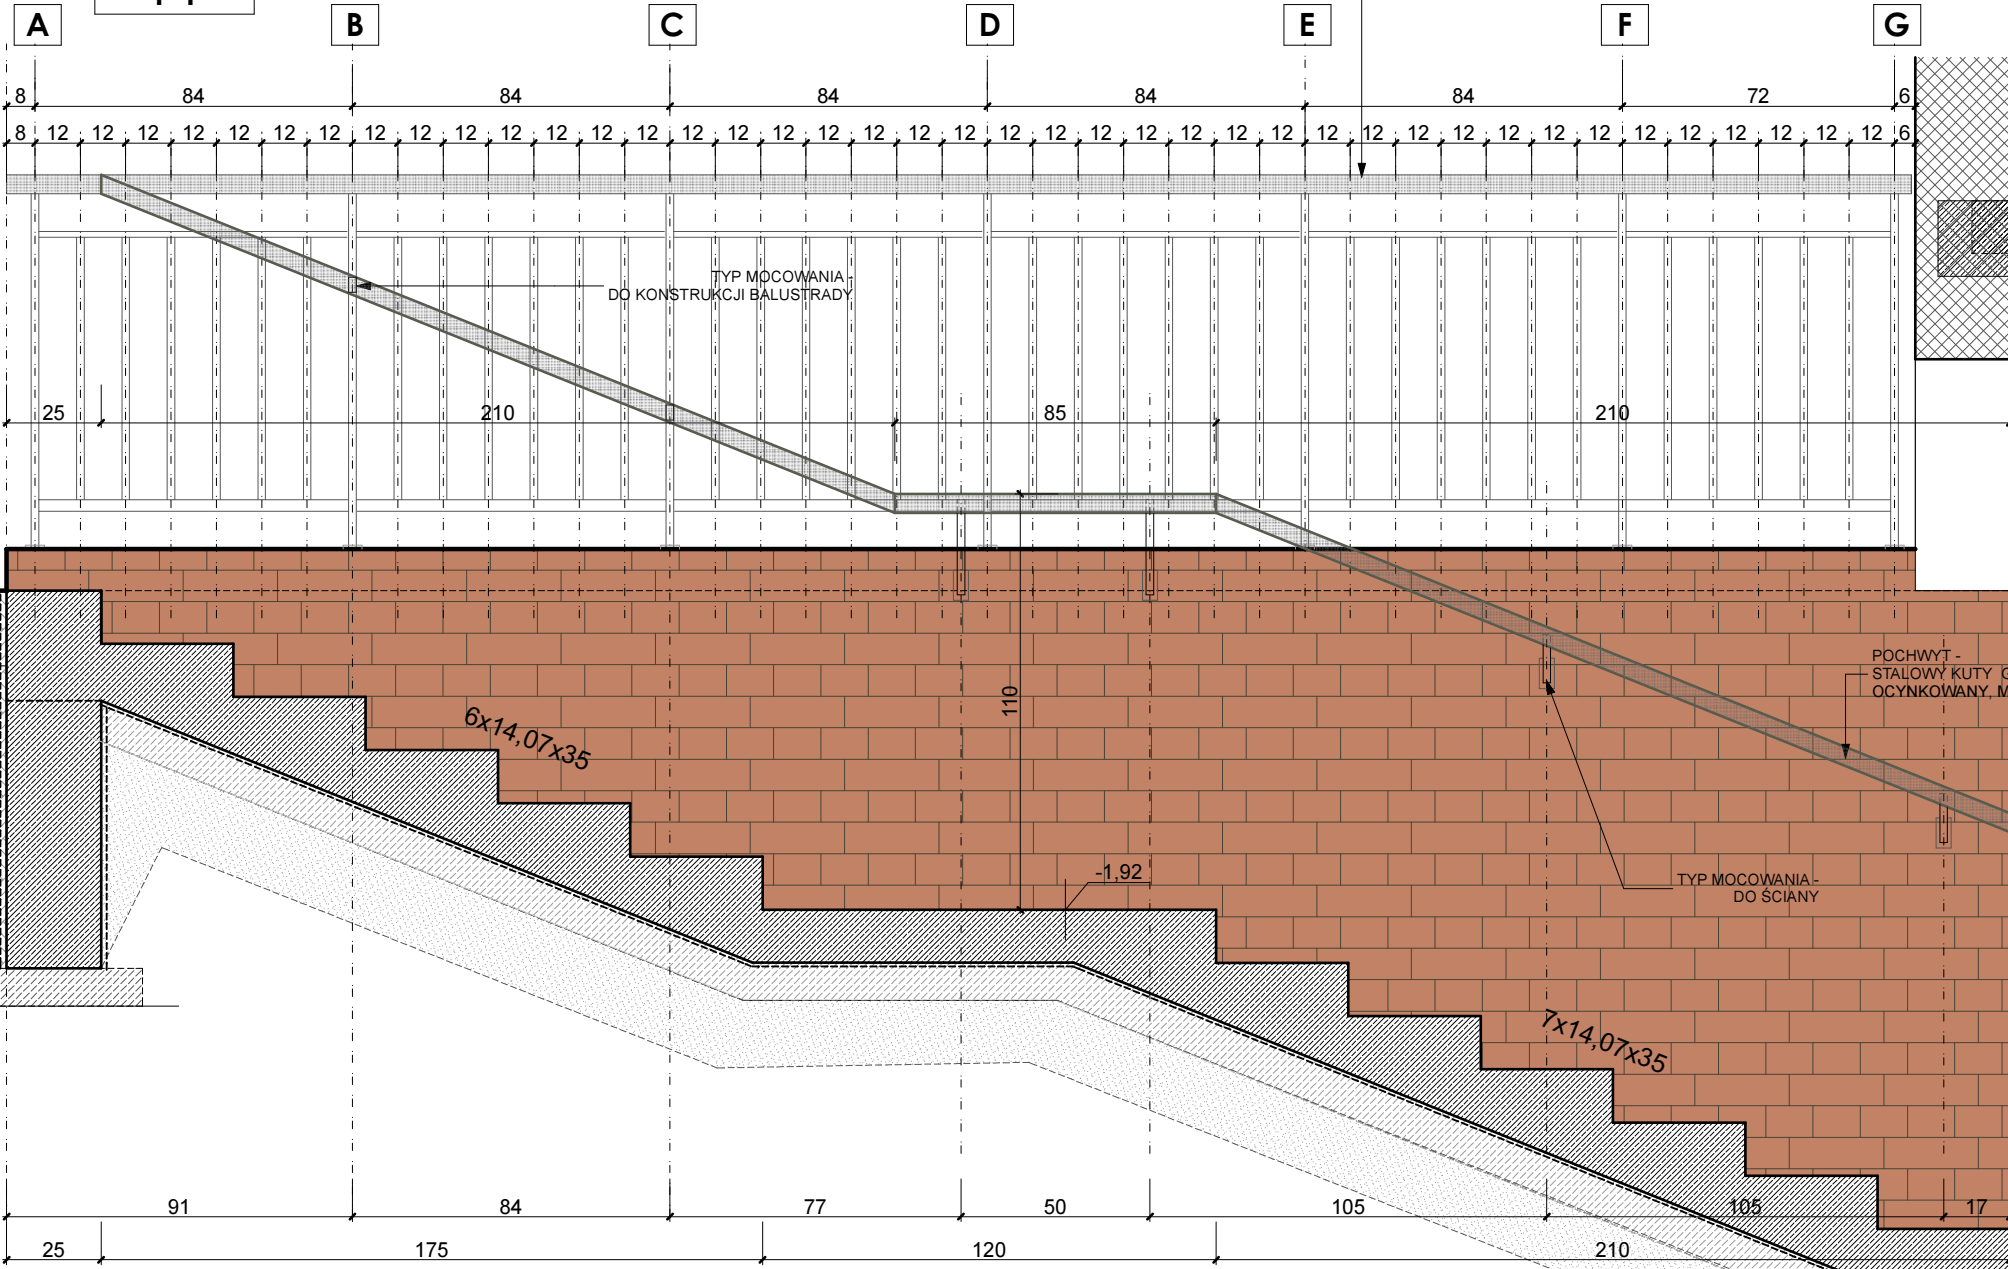 A B C D E F G
8 84 84 84 84 84 72 6
8 12 12 12 12 12 12 12 12 12 12 12 12 12 12 12 12 12 12 12 12 12 12 12 12 12 12 12 12 12 12 12 12 12 12 12 12 12 12 12 12 12 6
TYP MOCOWANIA -
DO KONSTRUKCJI BALUSTRADY
25 210 85 210
POCHWYT -
STALOWY KUTY
OCYNKOWANY,
110
6x14,07x35
-1,92
TYP MOCOWANIA -
DO ŚCIANY
7x14,07x35
91 84 77 50 105 105 17
25 175 120 210